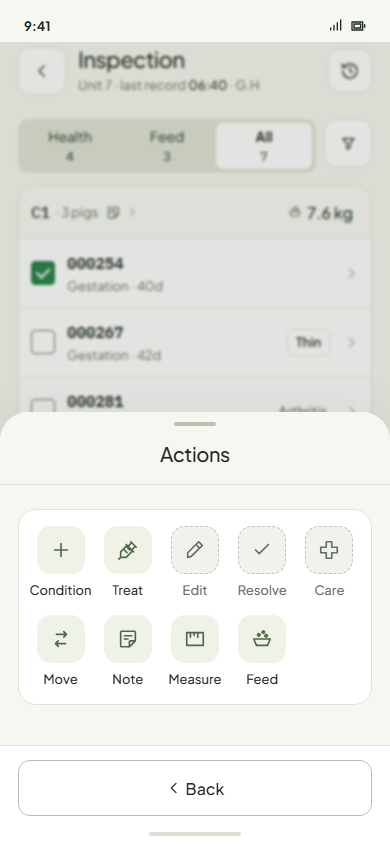 9:41
Inspection
Unit 7 · last record 06:40 · G.H
Health
4
Feed
3
All
7
C1 · 3 pigs
7.6 kg
000254
Gestation · 40d
000267
Gestation · 42d
Thin
000281
Arthritis
Actions
Condition
Treat
Edit
Resolve
Care
Move
Note
Measure
Feed
Back